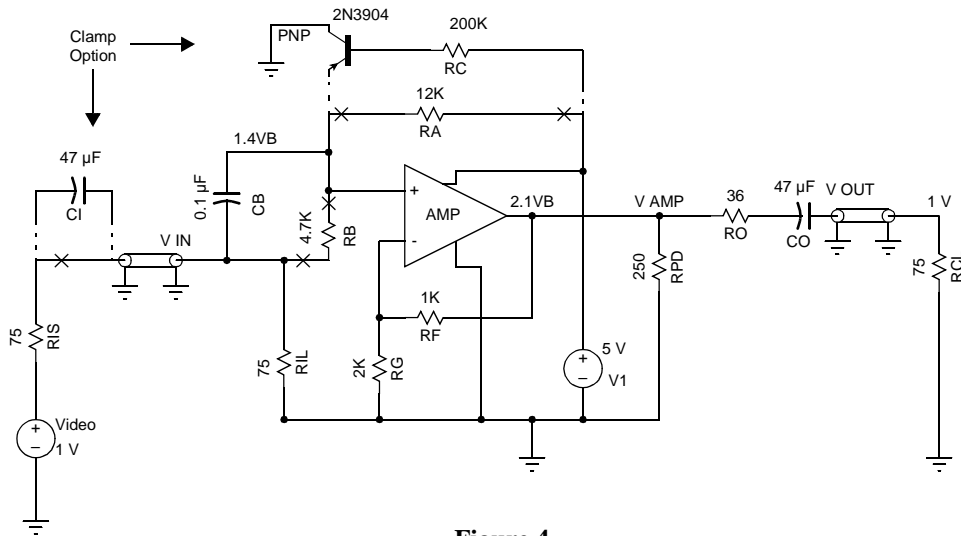 2N3904
PNP
200K
RC
Clamp
Option
12K
RA
47 µF
CI
1.4VB
0.1 µF
CB
4.7K
RB
+
-
AMP
2.1VB
V AMP
36
RO
47 µF
CO
V OUT
1 V
75
RCL
V IN
250
RPD
1K
RF
75
RIS
75
RIL
2K
RG
+
–
5 V
V1
+
–
Video
1 V
Figure 4